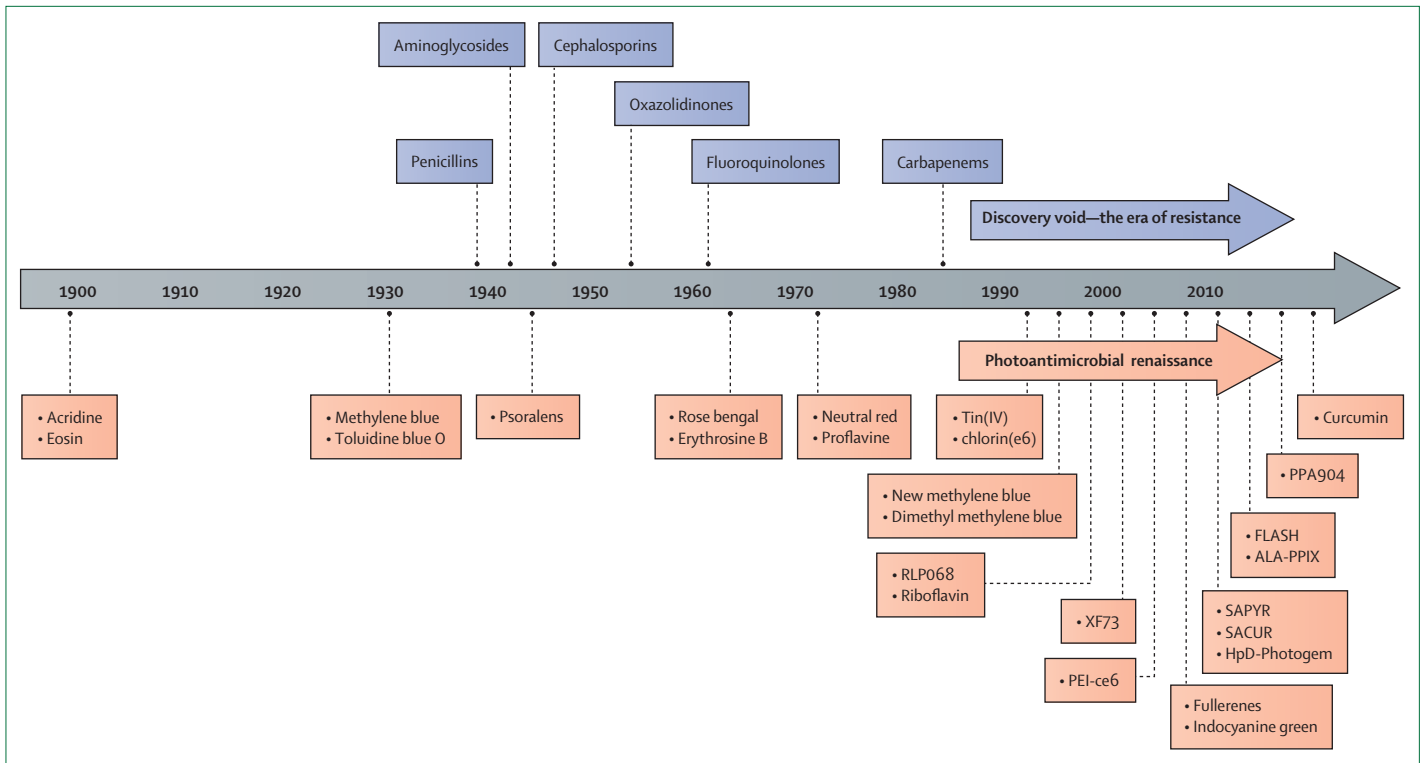 Aminoglycosides
Cephalosporins
Oxazolidinones
Penicillins
Fluoroquinolones
Carbapenems
Discovery void—the era of resistance
1900 1910 1920 1930 1940 1950 1960 1970 1980 1990 2000 2010
Photoantimicrobial renaissance
• Acridine
• Eosin
• Methylene blue
• Toluidine blue O
• Psoralens
• Rose bengal
• Erythrosine B
• Neutral red
• Proflavine
• Tin(IV)
• chlorin(e6)
• Curcumin
• PPA904
• New methylene blue
• Dimethyl methylene blue
• FLASH
• ALA-PPIX
• RLP068
• Riboflavin
• XF73
• SAPYR
• SACUR
• HpD-Photogem
• PEI-ce6
• Fullerenes
• Indocyanine green